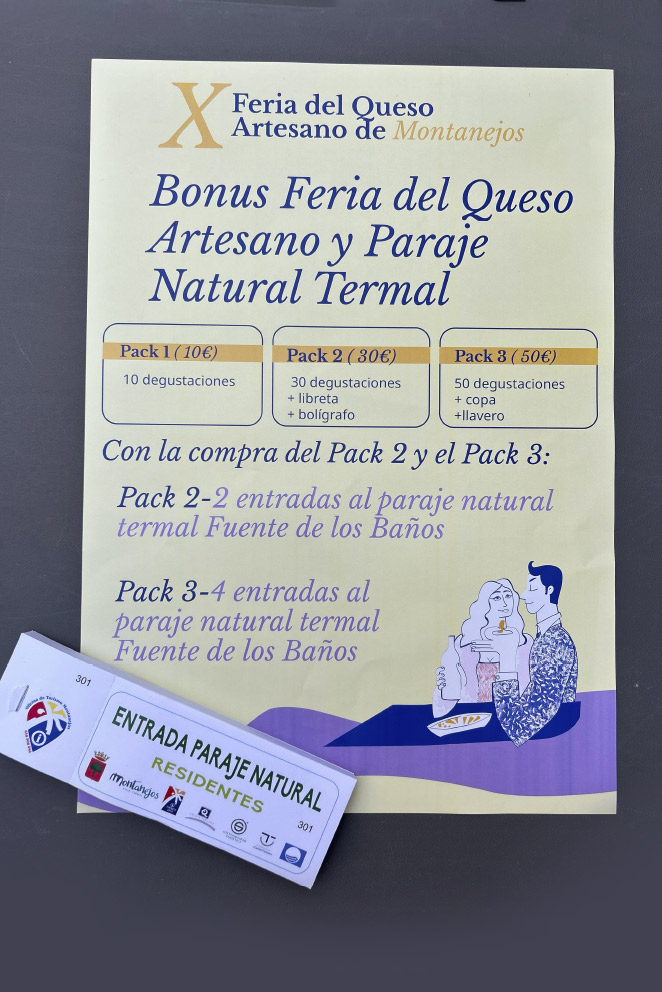 X Feria del Queso
Artesano de Montanejos
Bonus Feria del Queso
Artesano y Paraje
Natural Termal
Pack 1 (10€)
10 degustaciones
Pack 2 (30€)
30 degustaciones
+ libreta
+ bolígrafo
Pack 3 (50€)
50 degustaciones
+ copa
+llavero
Con la compra del Pack 2 y el Pack 3:
Pack 2-2 entradas al paraje natural
termal Fuente de los Baños
Pack 3-4 entradas al
paraje natural termal
Fuente de los Baños
301
ENTRADA PARAJE NATURAL
RESIDENTES
Montanejos
301